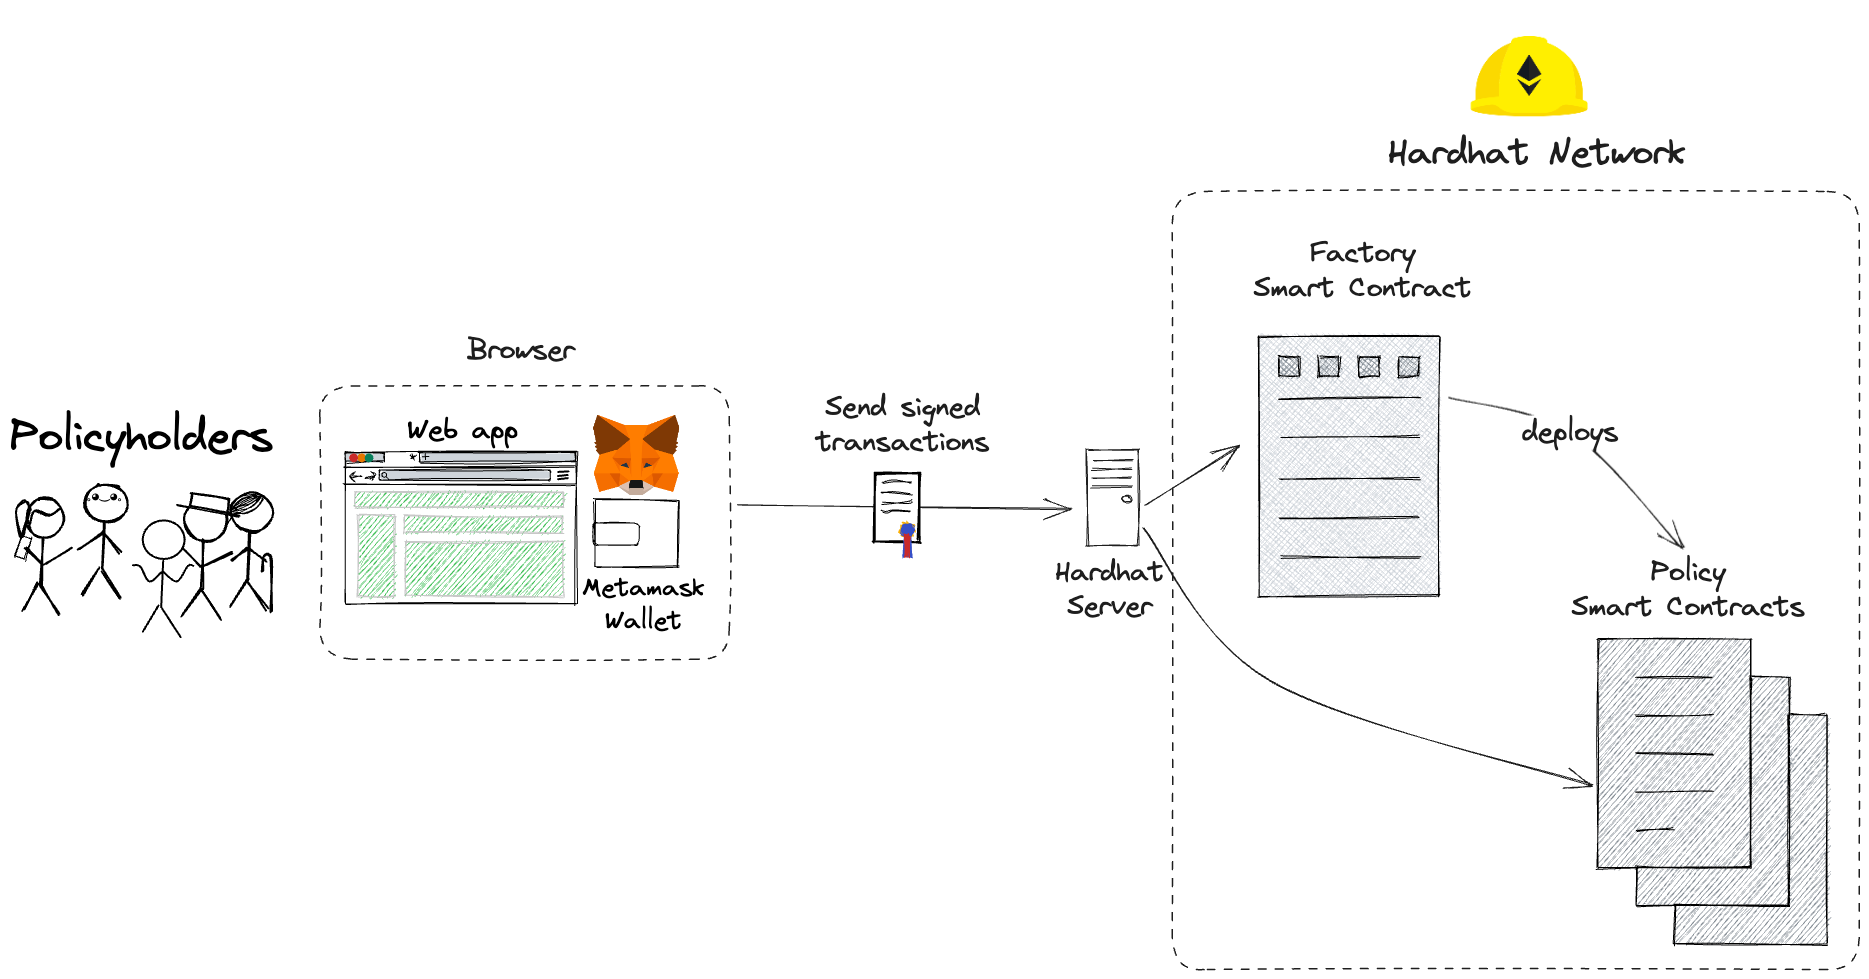 Hardhat Network
Factory
Smart Contract
Browser
Policyholders
Web app
Send signed
transactions
deploys
Metamask
Wallet
Hardhat
Server
Policy
Smart Contracts